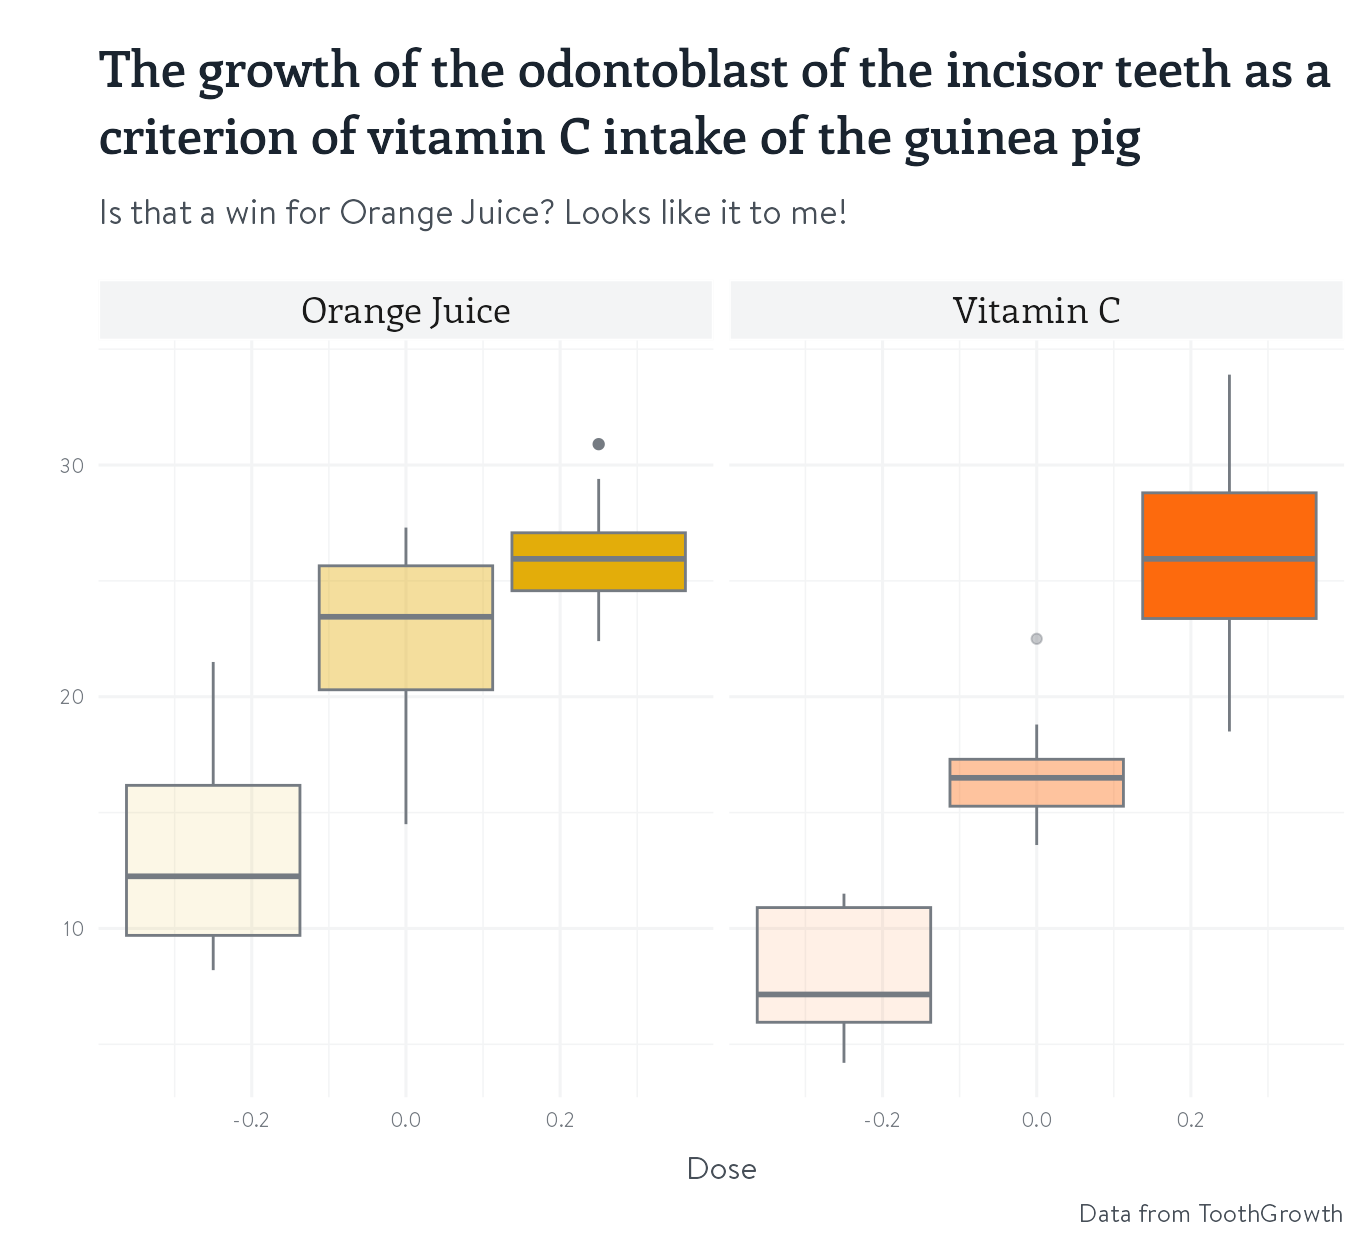 The growth of the odontoblast of the incisor teeth as a
criterion of vitamin C intake of the guinea pig
Is that a win for Orange Juice? Looks like it to me!
Orange Juice
Vitamin C
30
20
10
-0.2
0.0
0.2
-0.2
0.0
0.2
Dose
Data from ToothGrowth